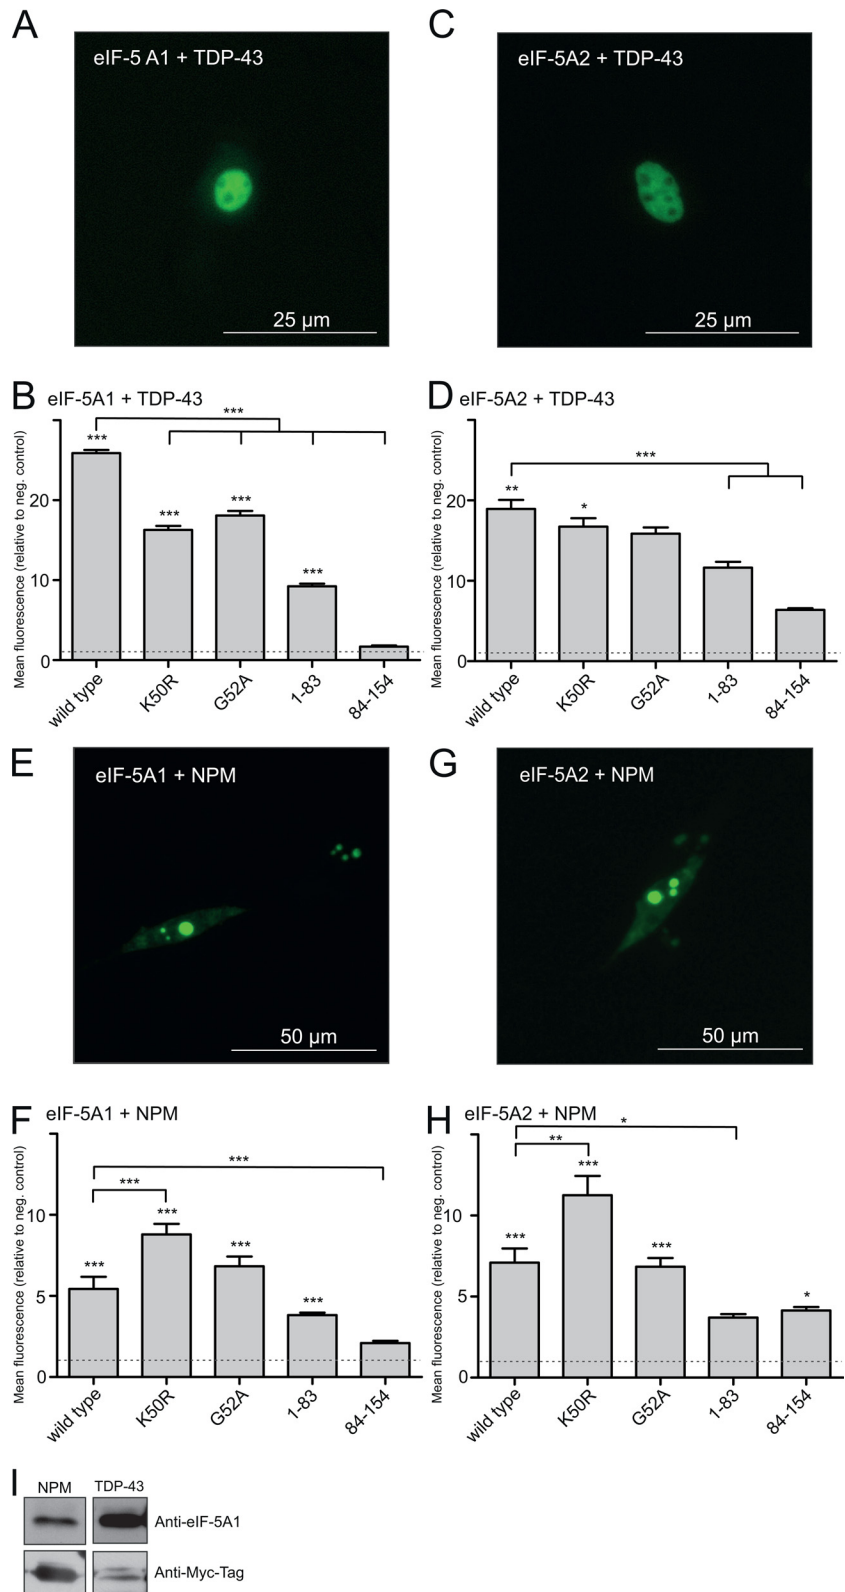 A
eIF-5 A1 + TDP-43
25 µm
C
eIF-5A2 + TDP-43
25 µm
B
eIF-5A1 + TDP-43
Mean fluorescence (relative to neg. control)
20
10
0
***
***
***
***
***
wild type
K50R
G52A
1-83
84-154
D
eIF-5A2 + TDP-43
Mean fluorescence (relative to neg. control)
20
10
0
***
**
*
wild type
K50R
G52A
1-83
84-154
E
eIF-5A1 + NPM
50 µm
G
eIF-5A2 + NPM
50 µm
F
eIF-5A1 + NPM
Mean fluorescence (relative to neg. control)
10
5
0
***
***
***
***
***
***
wild type
K50R
G52A
1-83
84-154
H
eIF-5A2 + NPM
Mean fluorescence (relative to neg. control)
10
5
0
*
**
***
***
***
*
wild type
K50R
G52A
1-83
84-154
I
NPM
TDP-43
Anti-eIF-5A1
Anti-Myc-Tag